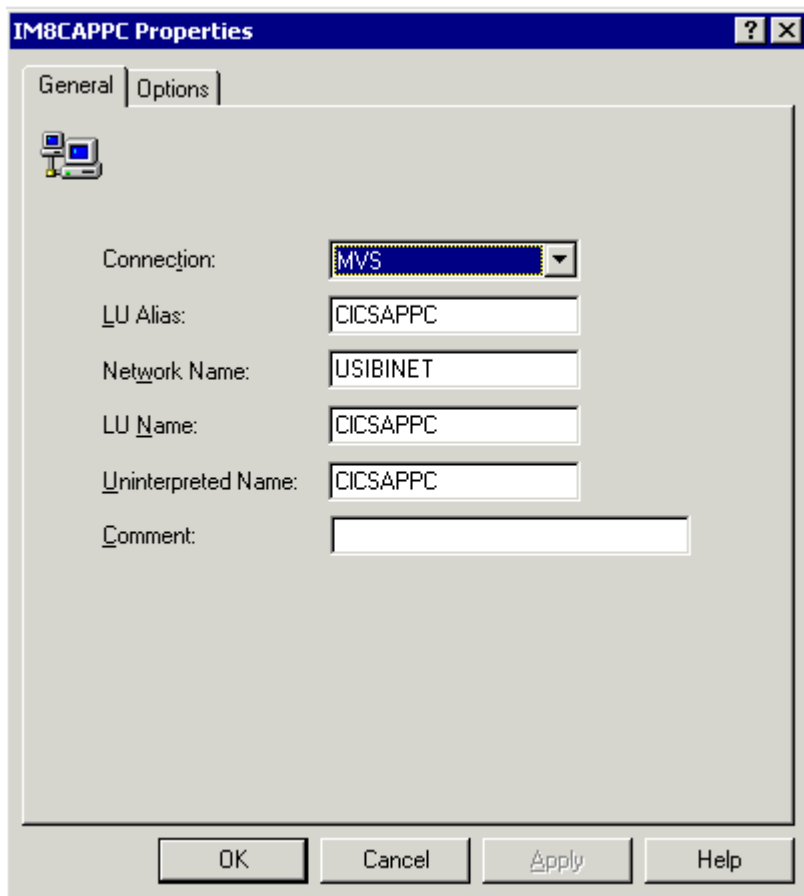 IM8CAPPC Properties
General Options
Connection: MVS
LU Alias: CICSAPPC
Network Name: USIBINET
LU Name: CICSAPPC
Uninterpreted Name: CICSAPPC
Comment:
OK Cancel Apply Help